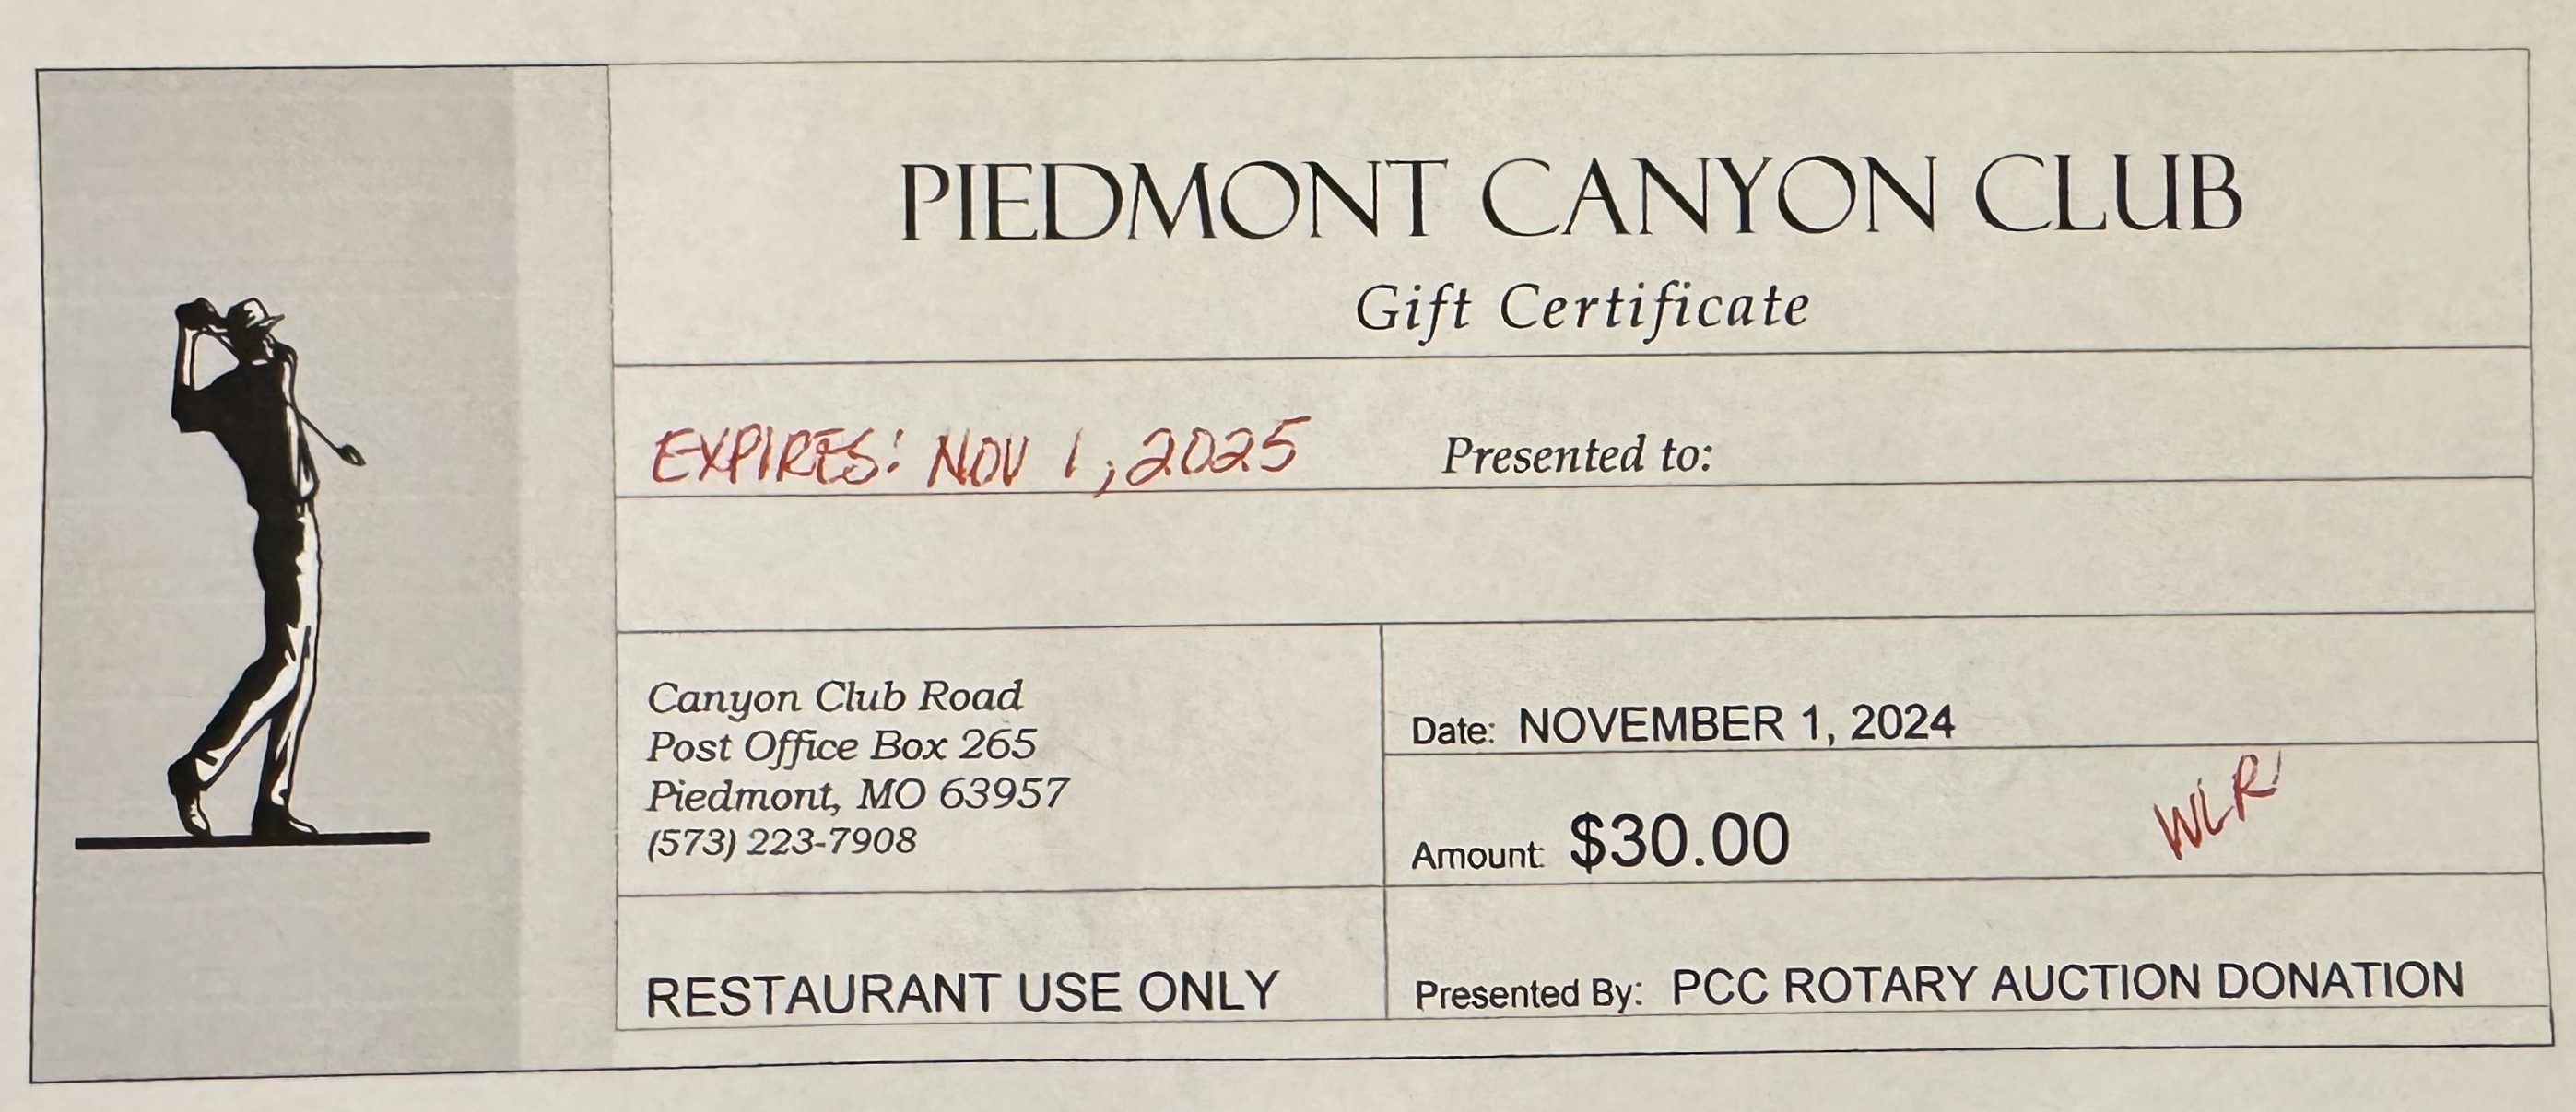 PIEDMONT CANYON CLUB
Gift Certificate
EXPIRES: NOV 1, 2025
Presented to:
Canyon Club Road
Post Office Box 265
Piedmont, MO 63957
(573) 223-7908
Date: NOVEMBER 1, 2024
Amount: $30.00
WLR
RESTAURANT USE ONLY
Presented By: PCC ROTARY AUCTION DONATION